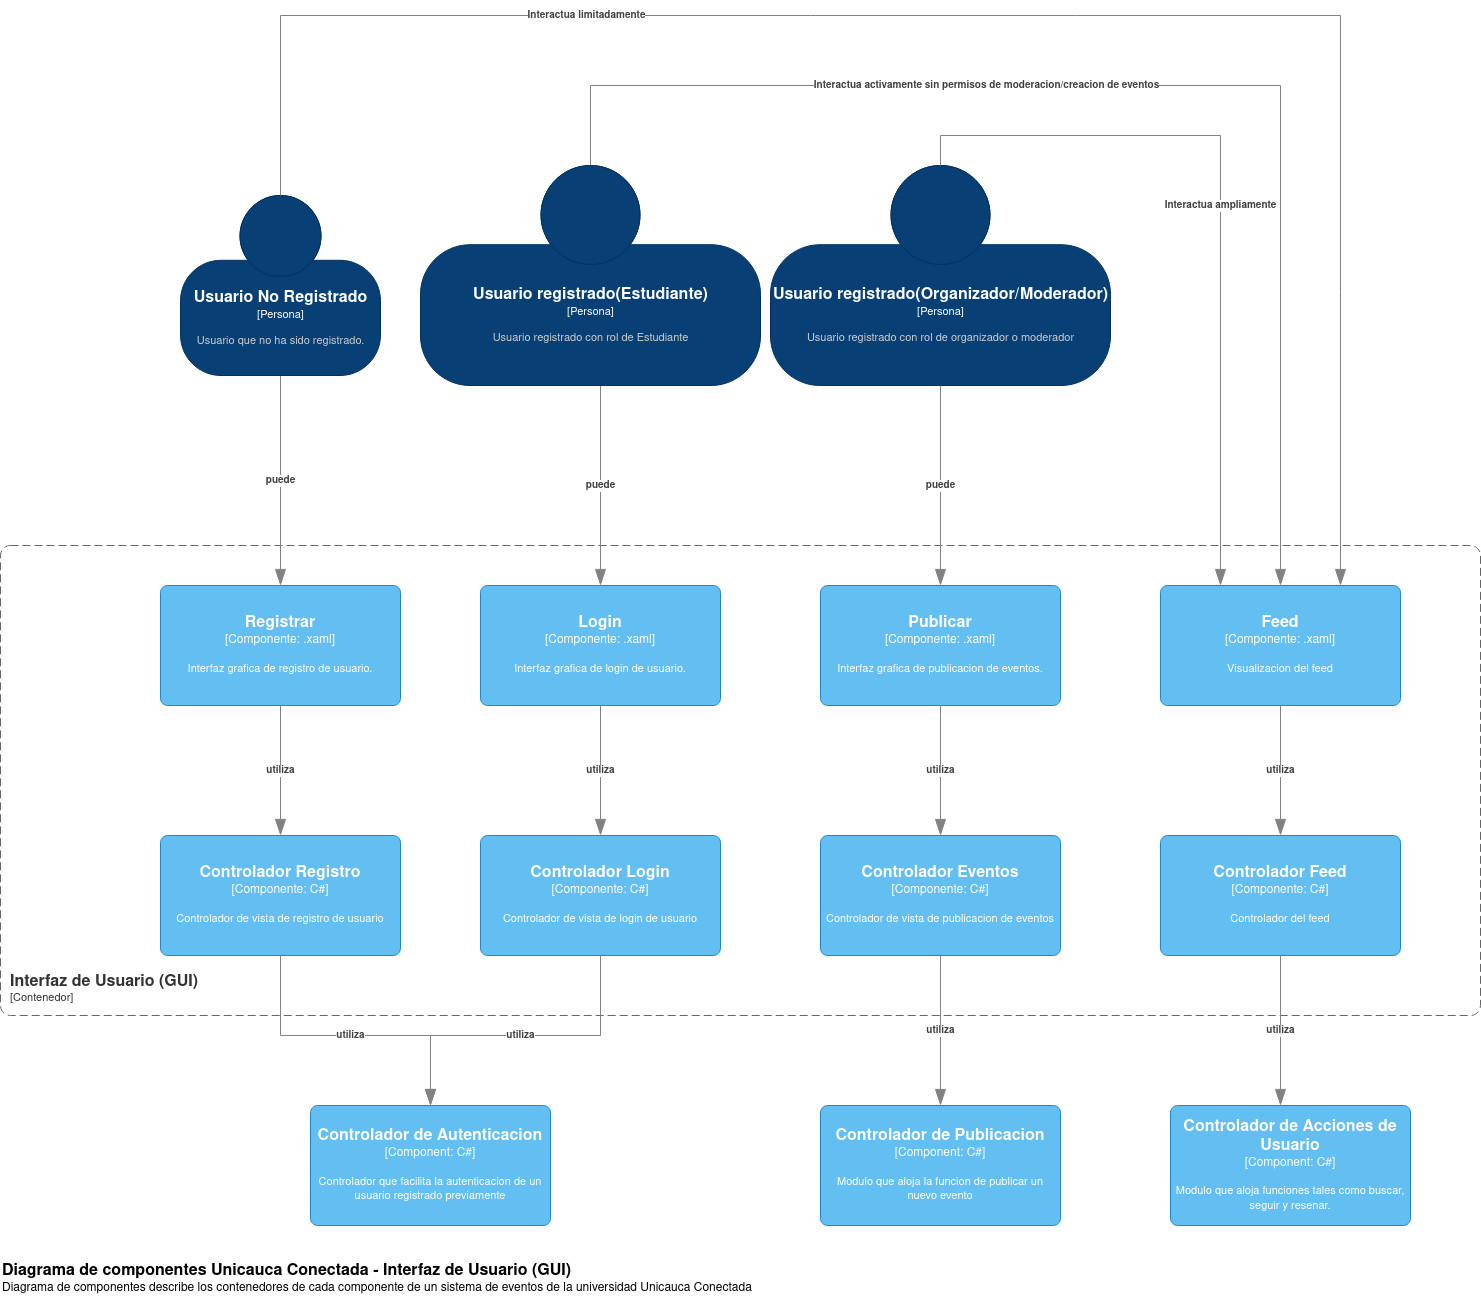 Interactua limitadamente
Interactua activamente sin permisos de moderacion/creacion de eventos
Interactua ampliamente
Usuario No Registrado
[Persona]
Usuario que no ha sido registrado.
Usuario registrado(Estudiante)
[Persona]
Usuario registrado con rol de Estudiante
Usuario registrado(Organizador/Moderador)
[Persona]
Usuario registrado con rol de organizador o moderador
puede
puede
puede
Registrar
[Componente: .xaml]
Interfaz grafica de registro de usuario.
Login
[Componente: .xaml]
Interfaz grafica de login de usuario.
Publicar
[Componente: .xaml]
Interfaz grafica de publicacion de eventos.
Feed
[Componente: .xaml]
Visualizacion del feed
utiliza
utiliza
utiliza
utiliza
Controlador Registro
[Componente: C#]
Controlador de vista de registro de usuario
Controlador Login
[Componente: C#]
Controlador de vista de login de usuario
Controlador Eventos
[Componente: C#]
Controlador de vista de publicacion de eventos
Controlador Feed
[Componente: C#]
Controlador del feed
Interfaz de Usuario (GUI)
[Contenedor]
utiliza
utiliza
utiliza
utiliza
Controlador de Autenticacion
[Component: C#]
Controlador que facilita la autenticacion de un
usuario registrado previamente
Controlador de Publicacion
[Component: C#]
Modulo que aloja la funcion de publicar un
nuevo evento
Controlador de Acciones de
Usuario
[Component: C#]
Modulo que aloja funciones tales como buscar,
seguir y resenar.
Diagrama de componentes Unicauca Conectada - Interfaz de Usuario (GUI)
Diagrama de componentes describe los contenedores de cada componente de un sistema de eventos de la universidad Unicauca Conectada